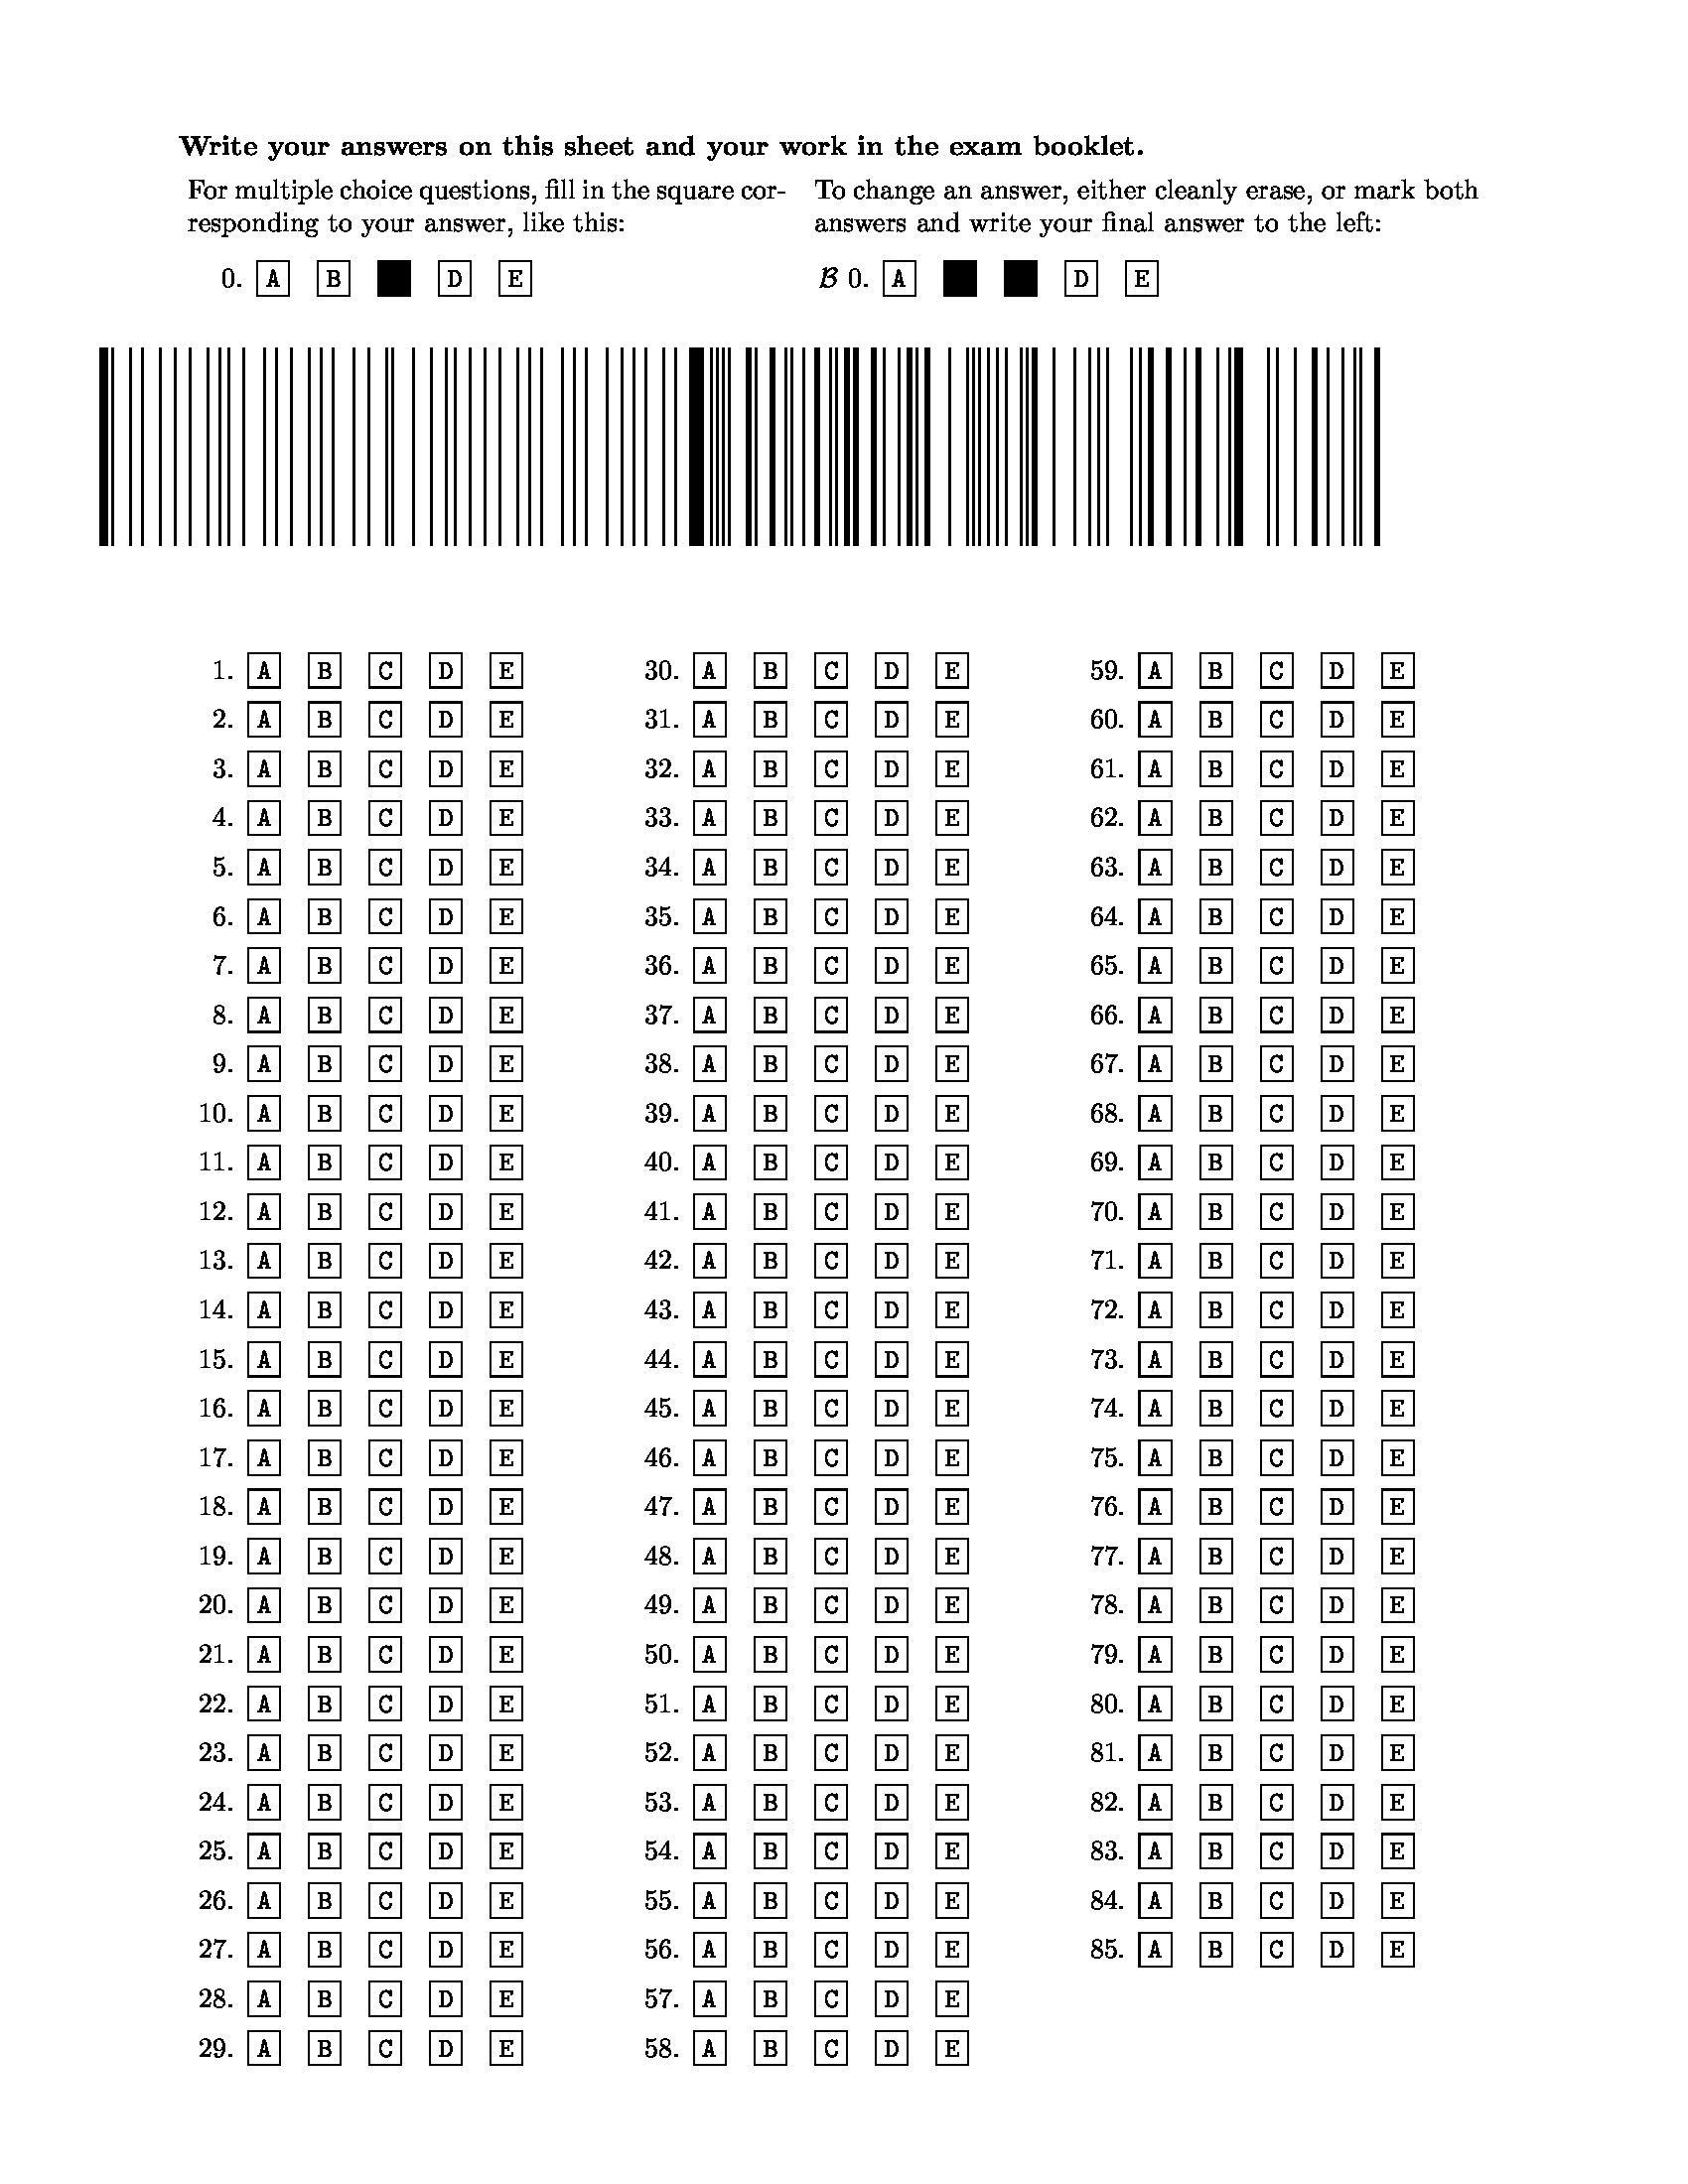 Write your answers on this sheet and your work in the exam booklet.
For multiple choice questions, fill in the square cor-
responding to your answer, like this:
0. A B D E
To change an answer, either cleanly erase, or mark both
answers and write your final answer to the left:
B 0. A D E
1. A B C D E
2. A B C D E
3. A B C D E
4. A B C D E
5. A B C D E
6. A B C D E
7. A B C D E
8. A B C D E
9. A B C D E
10. A B C D E
11. A B C D E
12. A B C D E
13. A B C D E
14. A B C D E
15. A B C D E
16. A B C D E
17. A B C D E
18. A B C D E
19. A B C D E
20. A B C D E
21. A B C D E
22. A B C D E
23. A B C D E
24. A B C D E
25. A B C D E
26. A B C D E
27. A B C D E
28. A B C D E
29. A B C D E
30. A B C D E
31. A B C D E
32. A B C D E
33. A B C D E
34. A B C D E
35. A B C D E
36. A B C D E
37. A B C D E
38. A B C D E
39. A B C D E
40. A B C D E
41. A B C D E
42. A B C D E
43. A B C D E
44. A B C D E
45. A B C D E
46. A B C D E
47. A B C D E
48. A B C D E
49. A B C D E
50. A B C D E
51. A B C D E
52. A B C D E
53. A B C D E
54. A B C D E
55. A B C D E
56. A B C D E
57. A B C D E
58. A B C D E
59. A B C D E
60. A B C D E
61. A B C D E
62. A B C D E
63. A B C D E
64. A B C D E
65. A B C D E
66. A B C D E
67. A B C D E
68. A B C D E
69. A B C D E
70. A B C D E
71. A B C D E
72. A B C D E
73. A B C D E
74. A B C D E
75. A B C D E
76. A B C D E
77. A B C D E
78. A B C D E
79. A B C D E
80. A B C D E
81. A B C D E
82. A B C D E
83. A B C D E
84. A B C D E
85. A B C D E